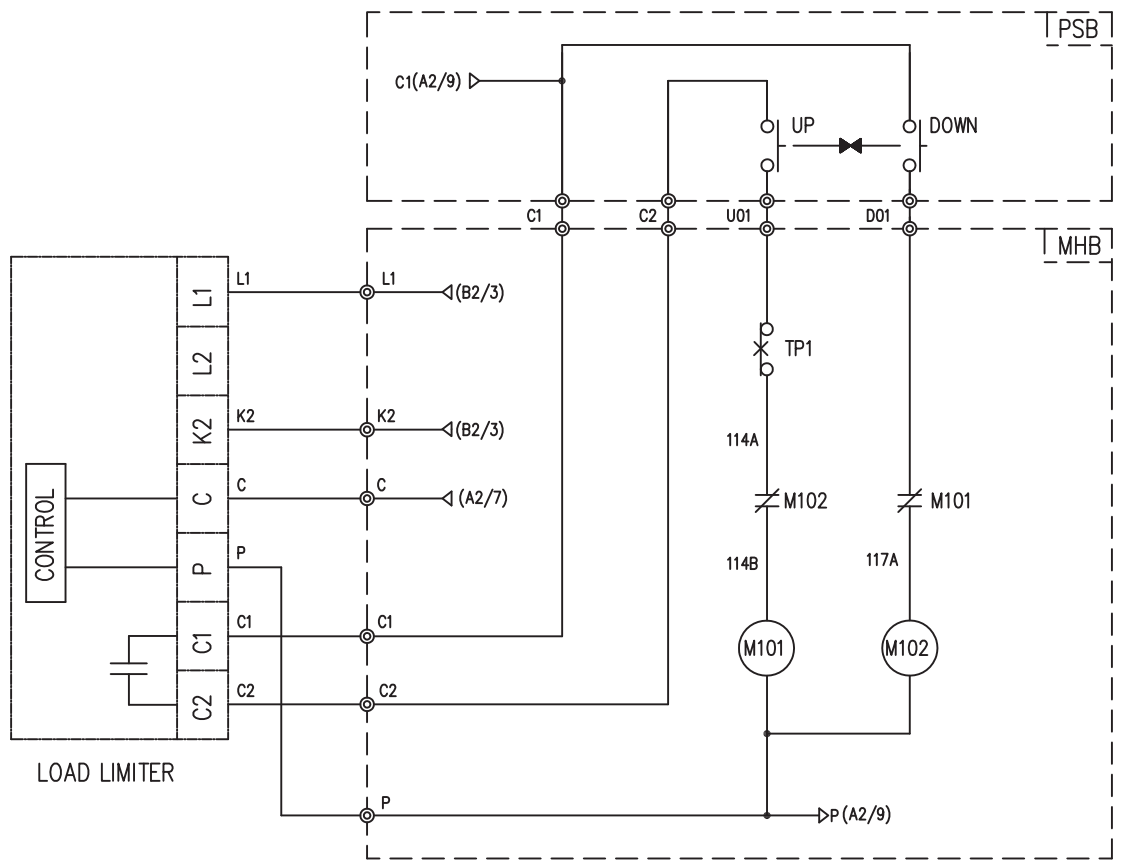 PSB
C1(A2/9)
UP
DOWN
C1
C2
U01
D01
MHB
L1
L1
L1
(B2/3)
TP1
L2
K2
K2
K2
(B2/3)
114A
CONTROL
C
C
C
(A2/7)
M102
M101
P
P
114B
117A
C1
C1
C1
M101
M102
C2
C2
C2
LOAD LIMITER
P
P(A2/9)